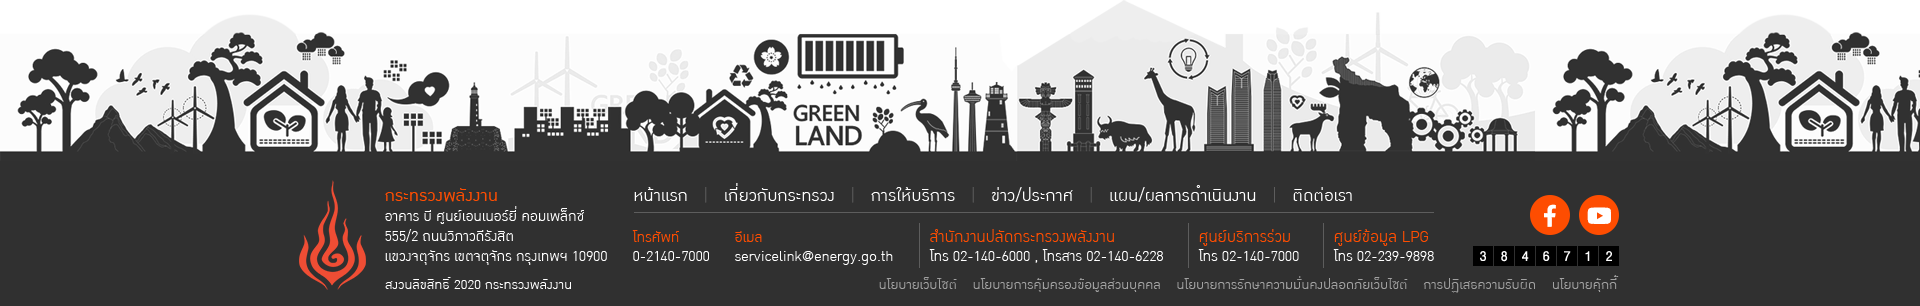 GREEN
LAND
หน้าแรก | เกี่ยวกับกระทรวง | การให้บริการ | ข่าว/ประกาศ | แผน/ผลการดำเนินงาน | ติดต่อเรา
กระทรวงพลังงาน
อาคาร บี ศูนย์เอนเนอร์ยี่ คอมเพล็กซ์
555/2 ถนนวิภาวดีรังสิต
แขวงจตุจักร เขตจตุจักร กรุงเทพฯ 10900
สงวนลิขสิทธิ์ 2020 กระทรวงพลังงาน
โทรศัพท์
0-2140-7000
อีเมล
servicelink@energy.go.th
สำนักงานปลัดกระทรวงพลังงาน
โทร 02-140-6000 , โทรสาร 02-140-6228
ศูนย์บริการร่วม
โทร 02-140-7000
ศูนย์ข้อมูล LPG
โทร 02-239-9898
3846712
นโยบายเว็บไซต์ นโยบายการคุ้มครองข้อมูลส่วนบุคคล นโยบายการรักษาความมั่นคงปลอดภัยเว็บไซต์ การปฏิเสธความรับผิด นโยบายคุ้กกี้